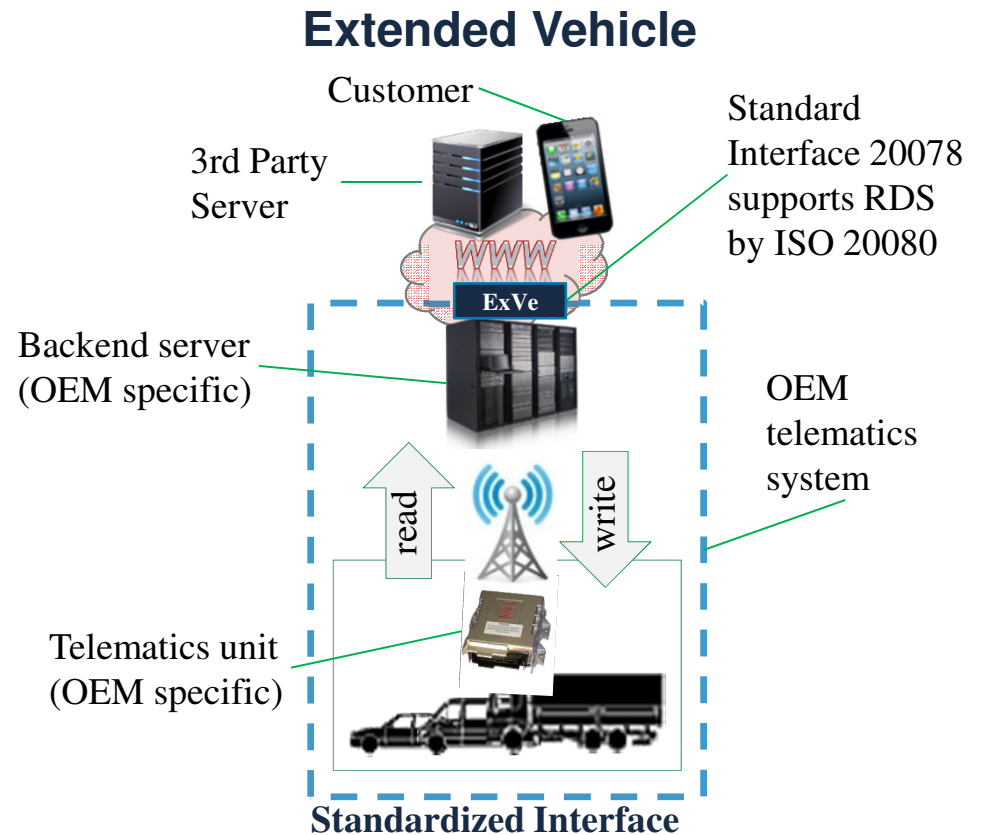 Extended Vehicle
Customer
3rd Party
Server
Standard
Interface 20078
supports RDS
by ISO 20080
WWW
ExVe
Backend server
(OEM specific)
OEM
telematics
system
read
write
Telematics unit
(OEM specific)
Standardized Interface